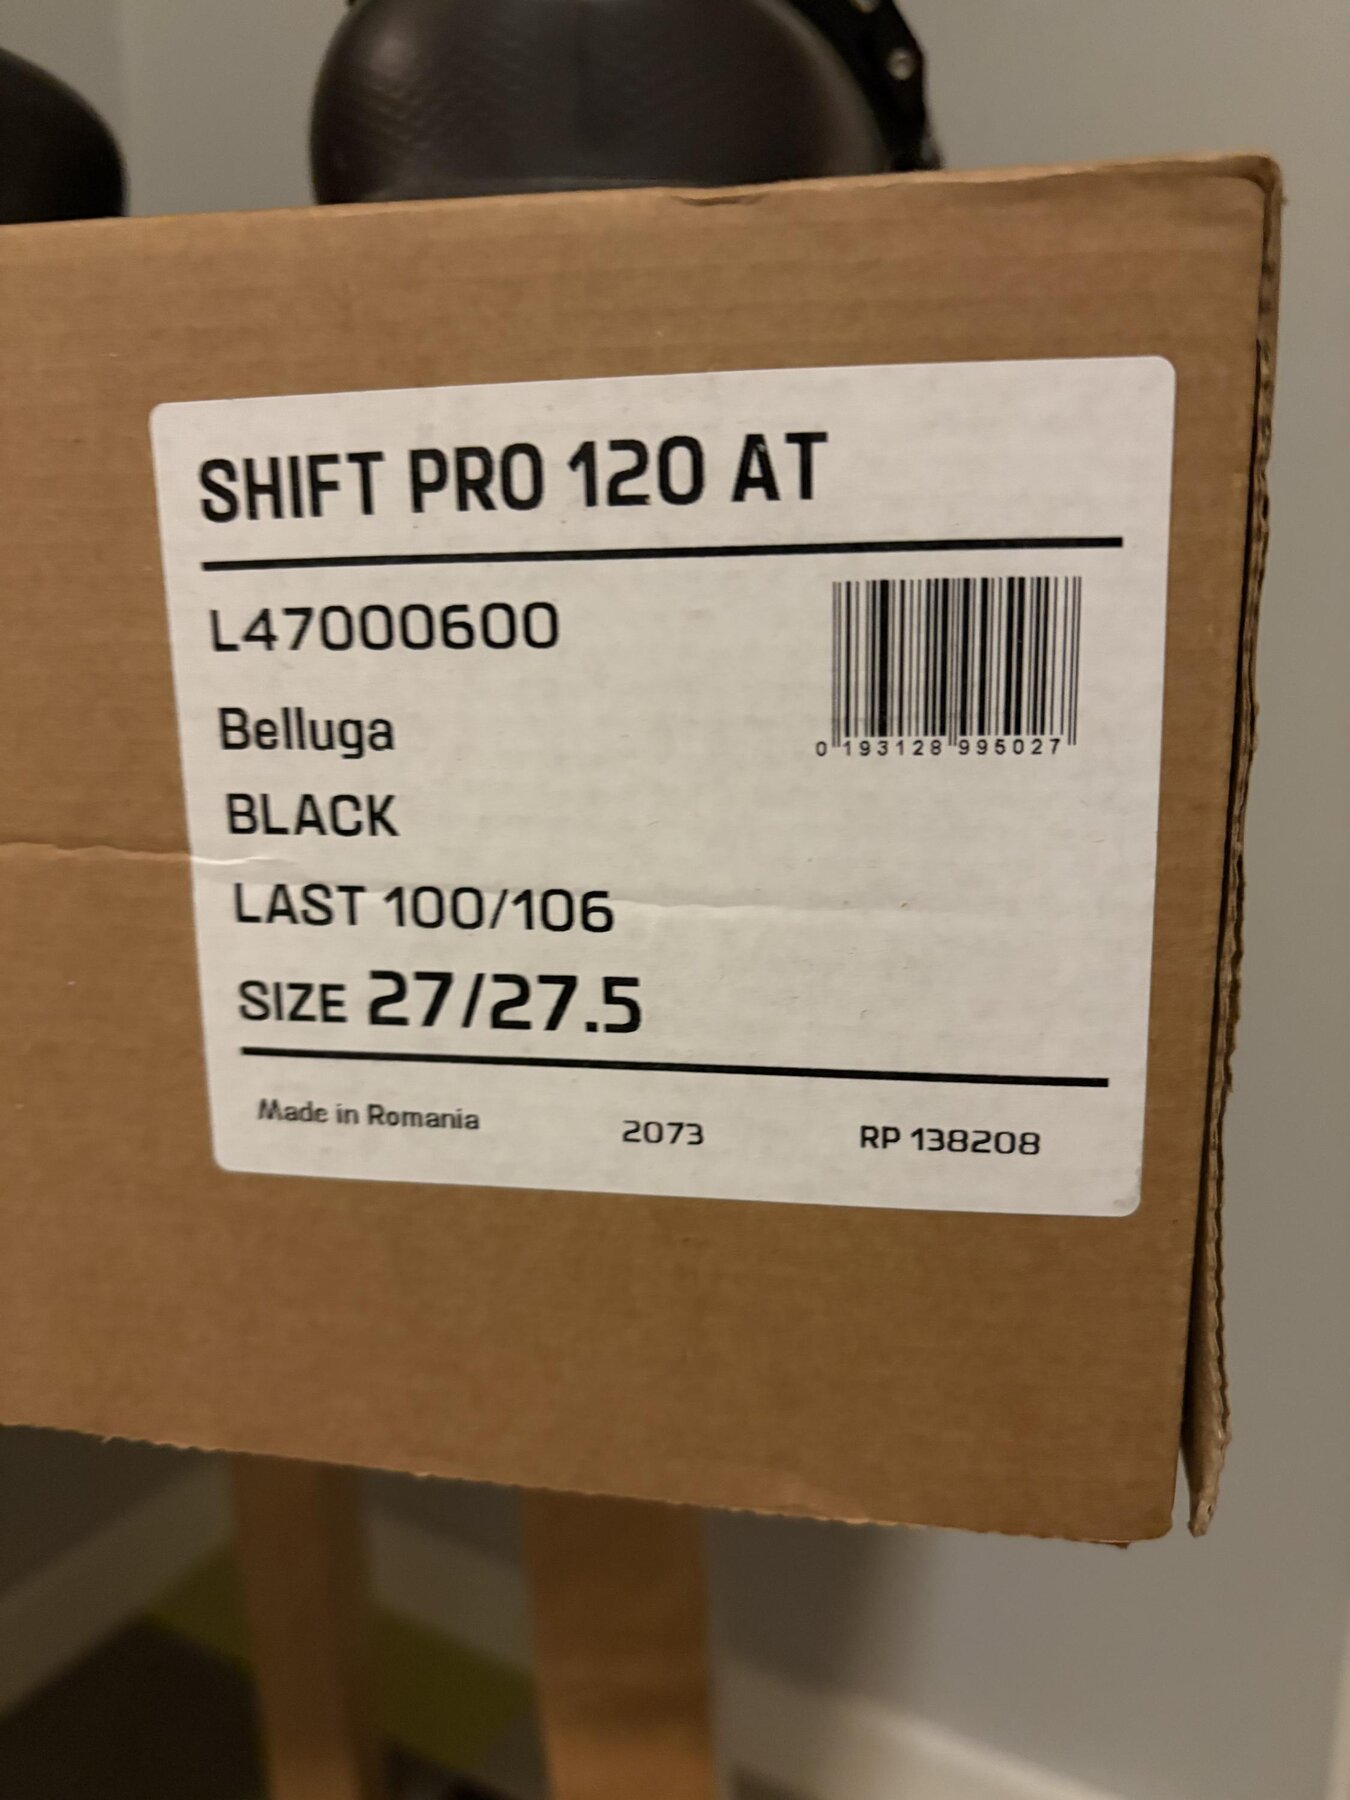 SHIFT PRO 120 AT
L47000600
Belluga
0 193128 995027
BLACK
LAST 100/106
SIZE 27/27.5
Made in Romania 2073 RP 138208